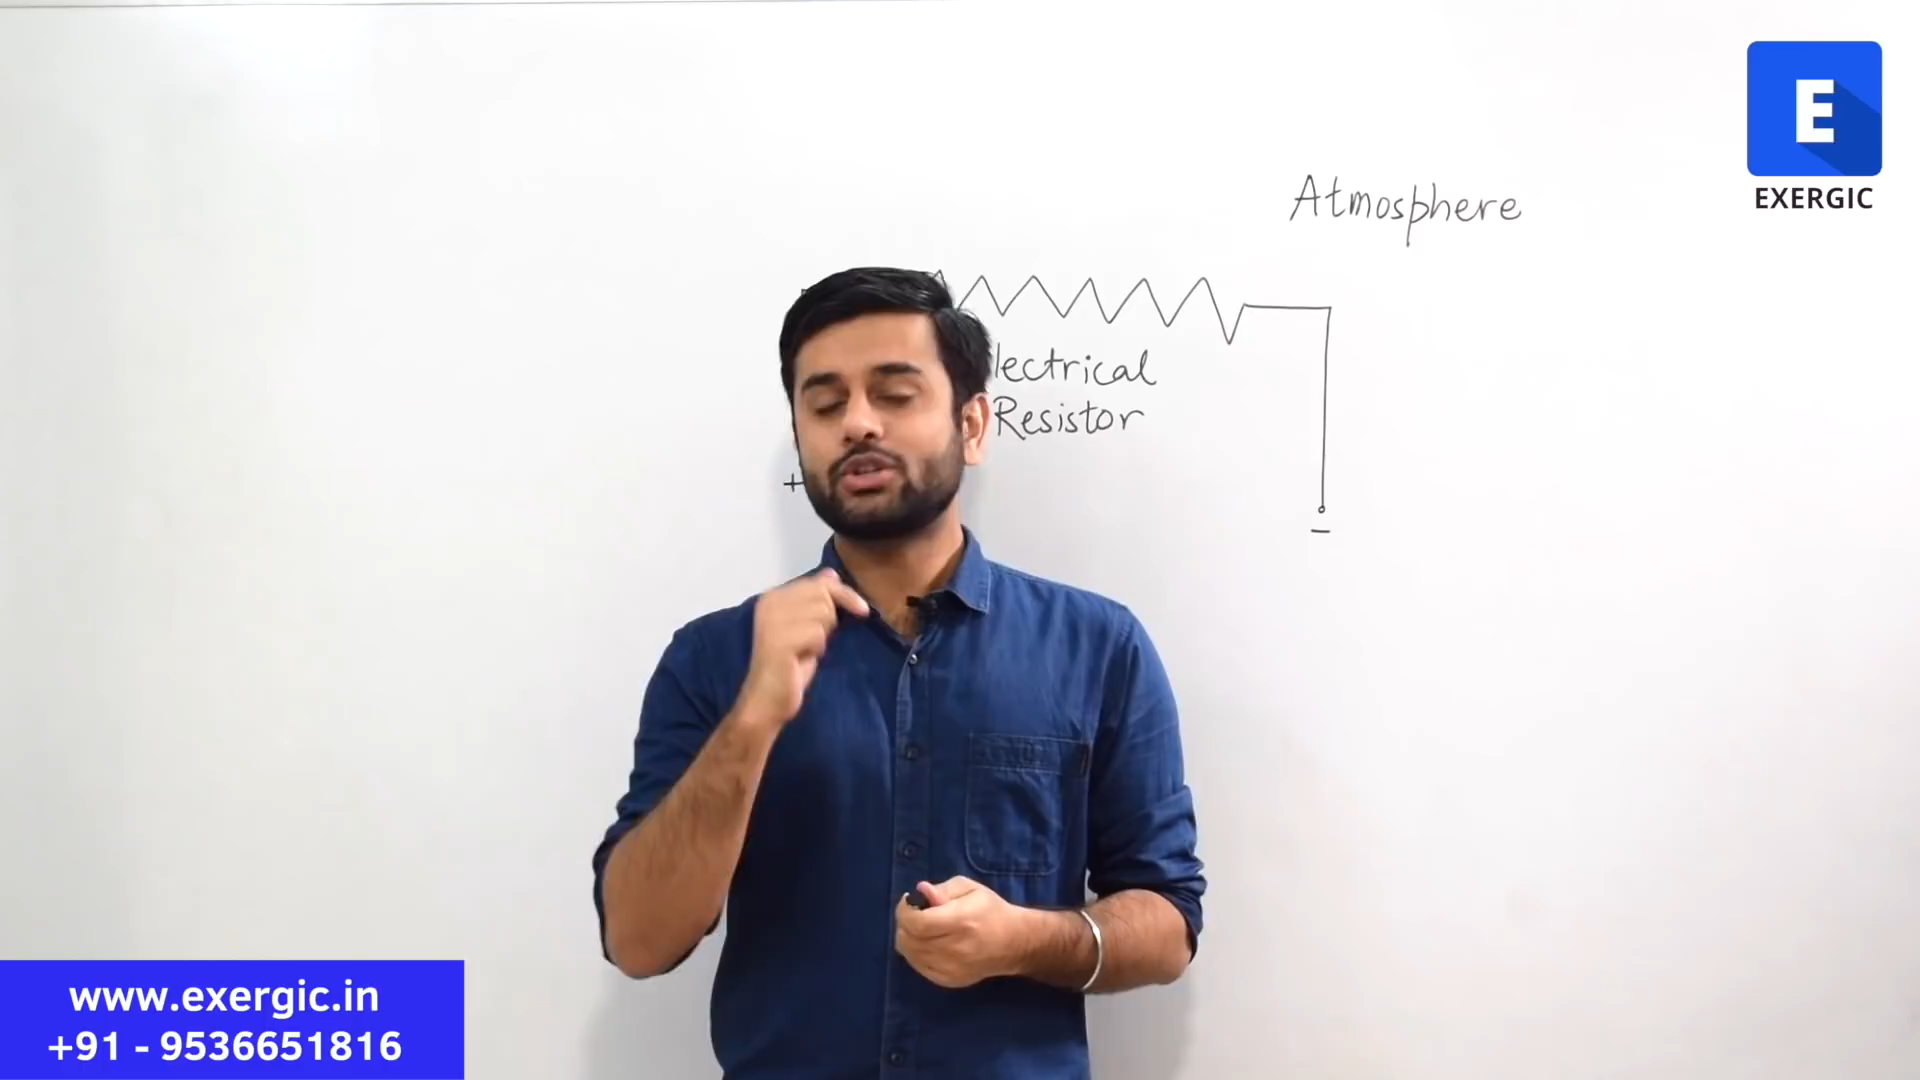 E
EXERGIC
Atmosphere
lectrical
Resistor
+
−
www.exergic.in
+91 - 9536651816